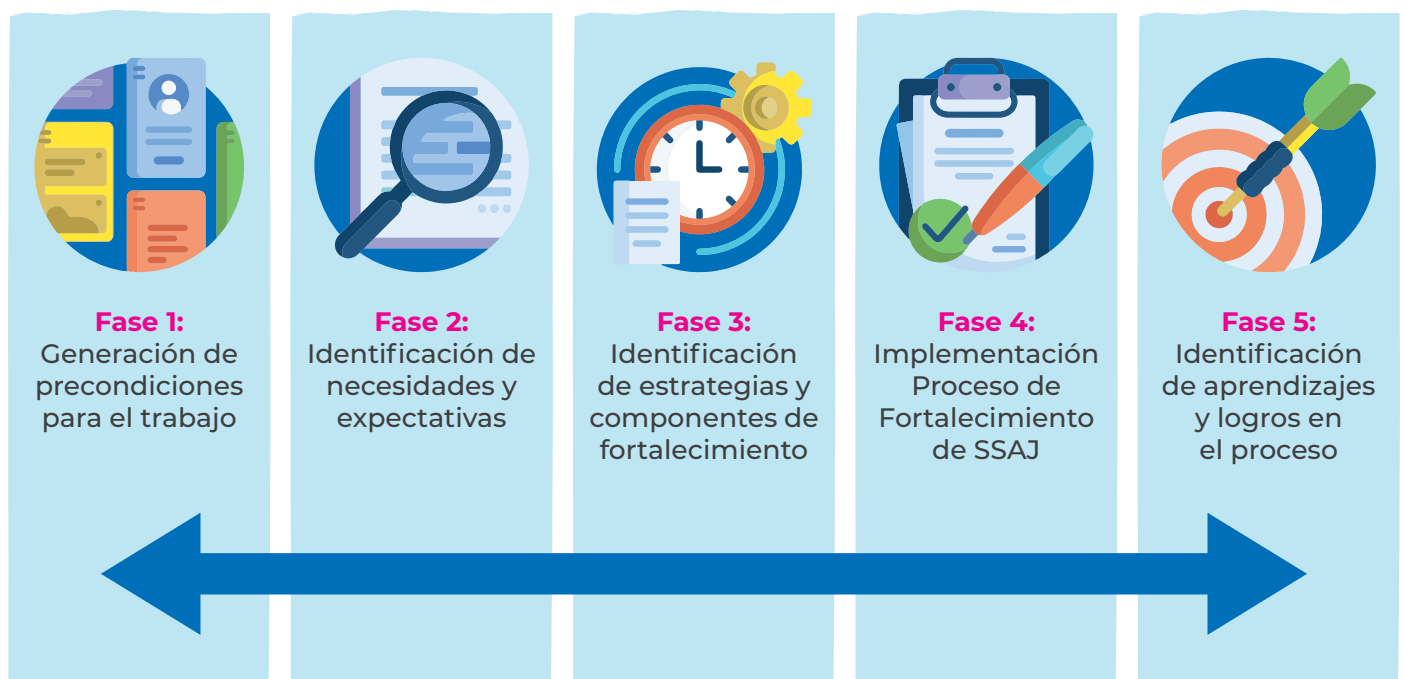 Fase 1:
Generación de
precondiciones
para el trabajo
Fase 2:
Identificación de
necesidades y
expectativas
Fase 3:
Identificación
de estrategias y
componentes de
fortalecimiento
Fase 4:
Implementación
Proceso de
Fortalecimiento
de SSAJ
Fase 5:
Identificación
de aprendizajes
y logros en
el proceso